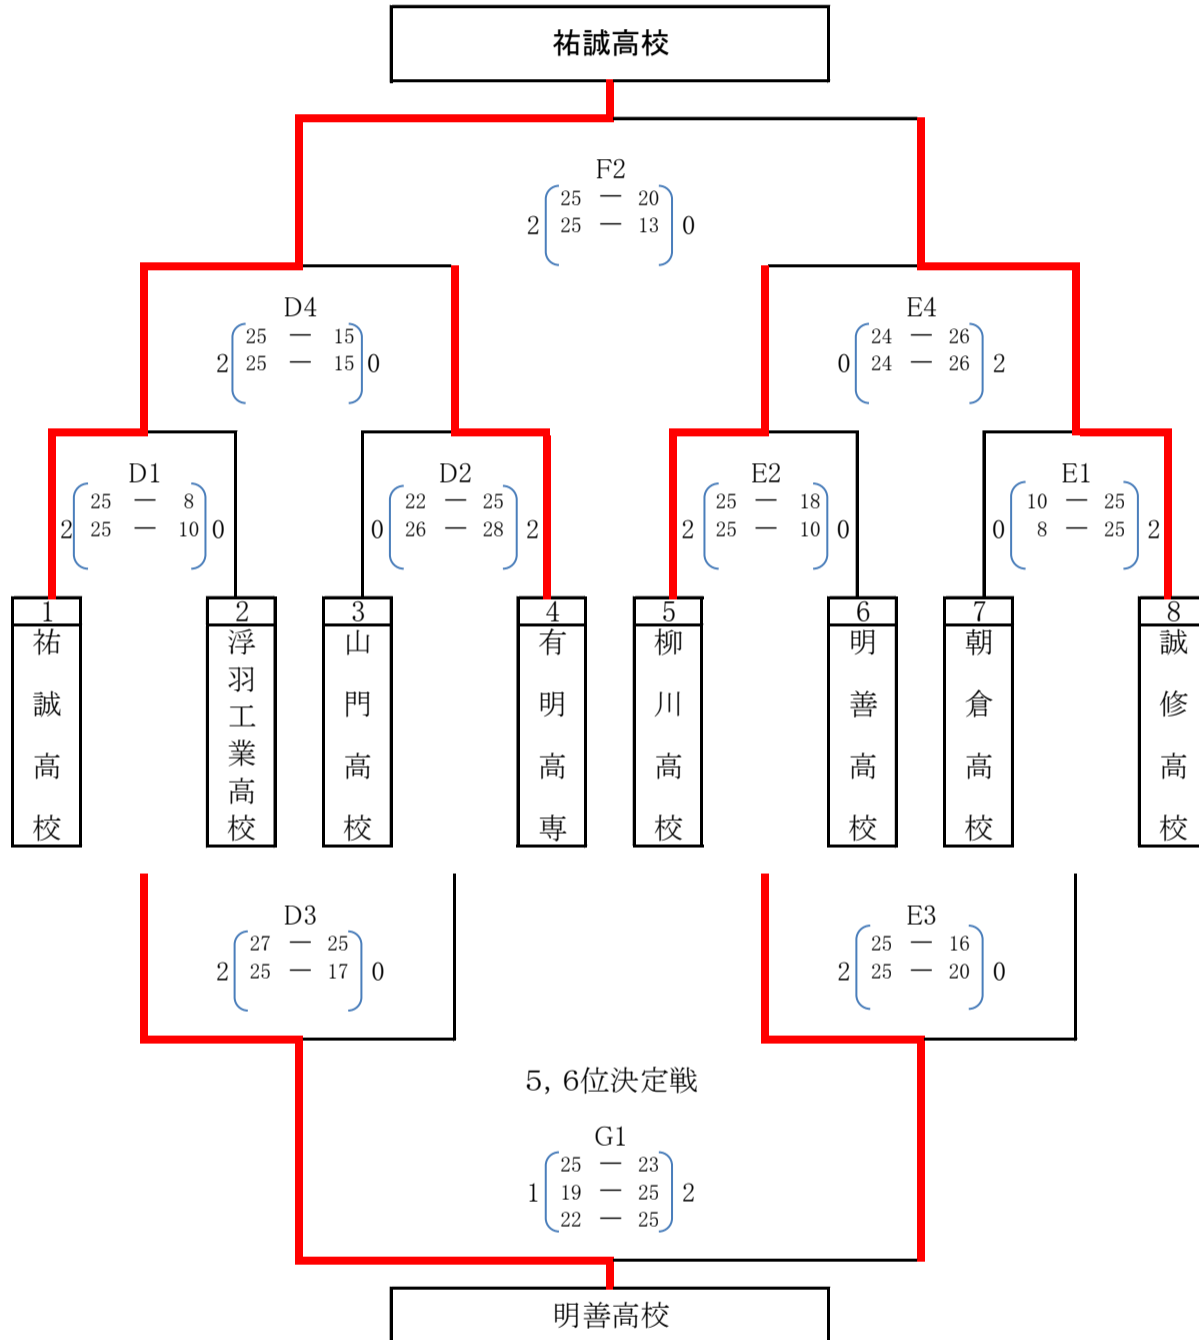 祐誠高校
F2
25 － 20
2 25 － 13 0
D4
25 － 15
2 25 － 15 0
E4
24 － 26
0 24 － 26 2
D1
25 － 8
2 25 － 10 0
D2
22 － 25
0 26 － 28 2
E2
25 － 18
2 25 － 10 0
E1
10 － 25
0 8 － 25 2
1
祐誠高校
2
浮羽工業高校
3
山門高校
4
有明高専
5
柳川高校
6
明善高校
7
朝倉高校
8
誠修高校
D3
27 － 25
2 25 － 17 0
E3
25 － 16
2 25 － 20 0
5, 6位決定戦
G1
25 － 23
1 19 － 25 2
22 － 25
明善高校